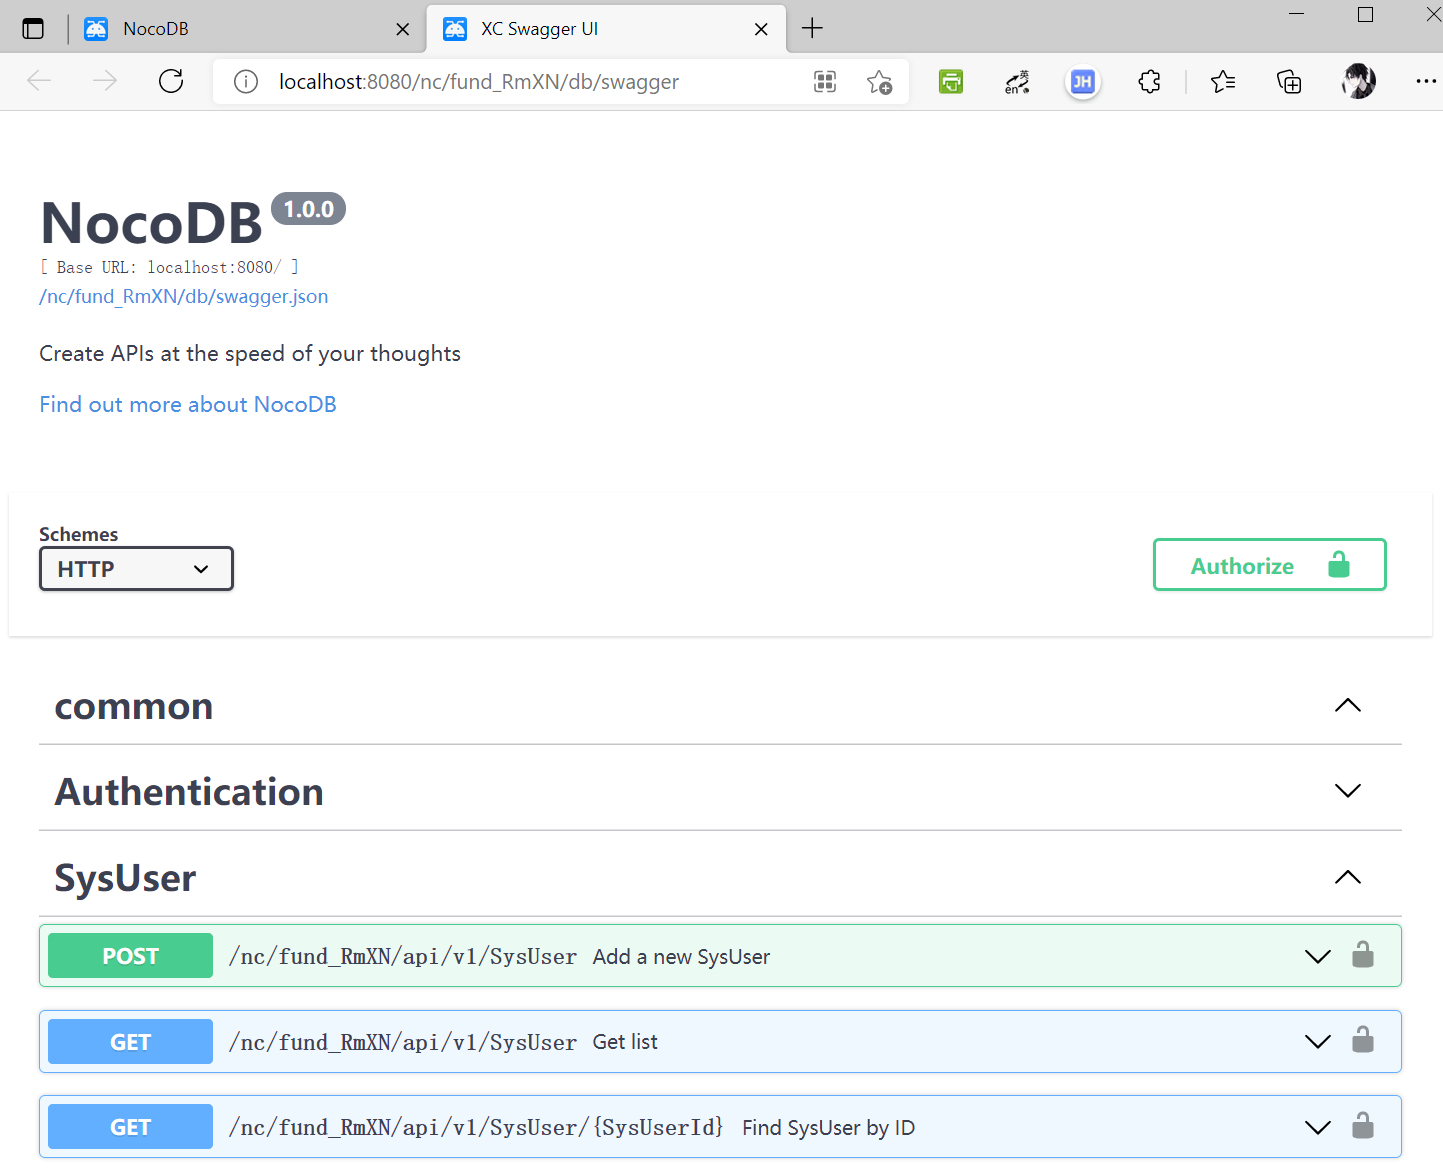 NocoDB
XC Swagger UI
localhost:8080/nc/fund_RmXN/db/swagger
英
en
JH
NocoDB 1.0.0
[ Base URL: localhost:8080/ ]
/nc/fund_RmXN/db/swagger.json
Create APIs at the speed of your thoughts
Find out more about NocoDB
Schemes
HTTP
Authorize
common
Authentication
SysUser
POST /nc/fund_RmXN/api/v1/SysUser Add a new SysUser
GET /nc/fund_RmXN/api/v1/SysUser Get list
GET /nc/fund_RmXN/api/v1/SysUser/{SysUserId} Find SysUser by ID